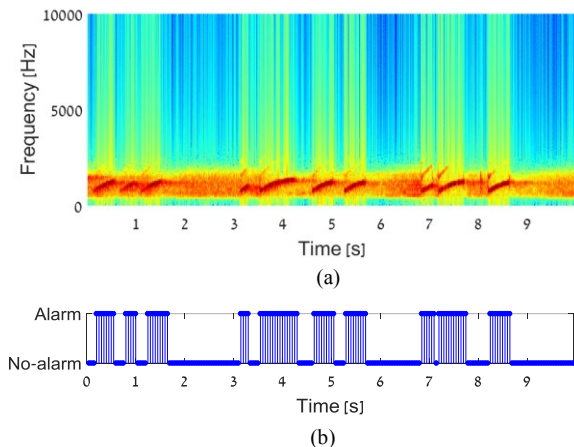 10000
5000
0
Frequency [Hz]
1 2 3 4 5 6 7 8 9
Time [s]
(a)
Alarm
No-alarm
0 1 2 3 4 5 6 7 8 9
Time [s]
(b)